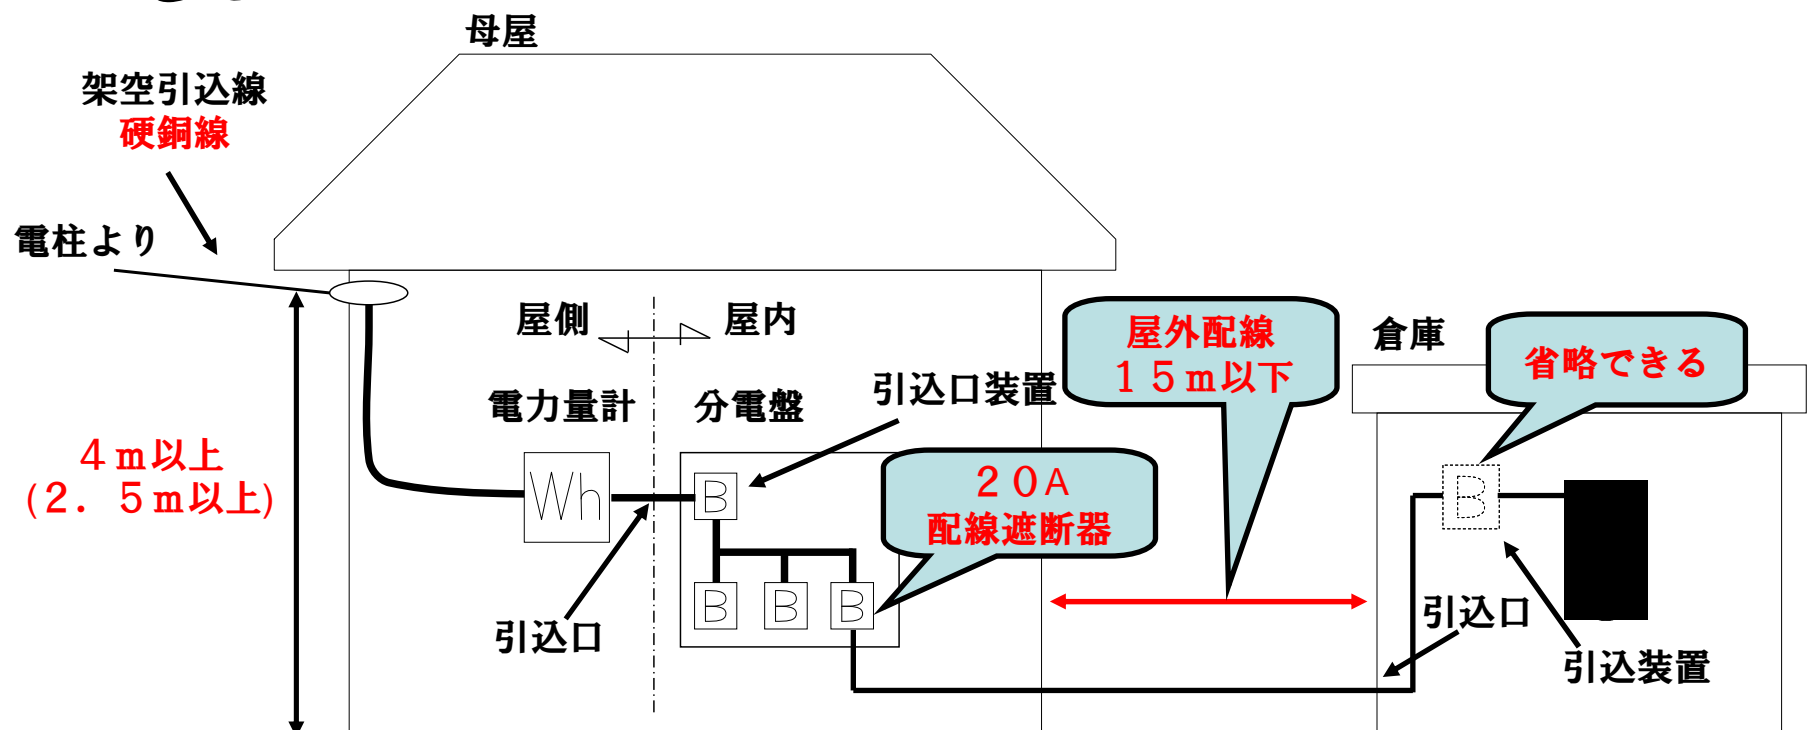 母屋
架空引込線
硬銅線
電柱より
屋側
屋内
電力量計
分電盤
引込口装置
屋外配線
15m以下
倉庫
省略できる
4m以上
(2.5m以上)
Wh
B
B
B
B
20A
配線遮断器
B
引込口
引込口
引込装置